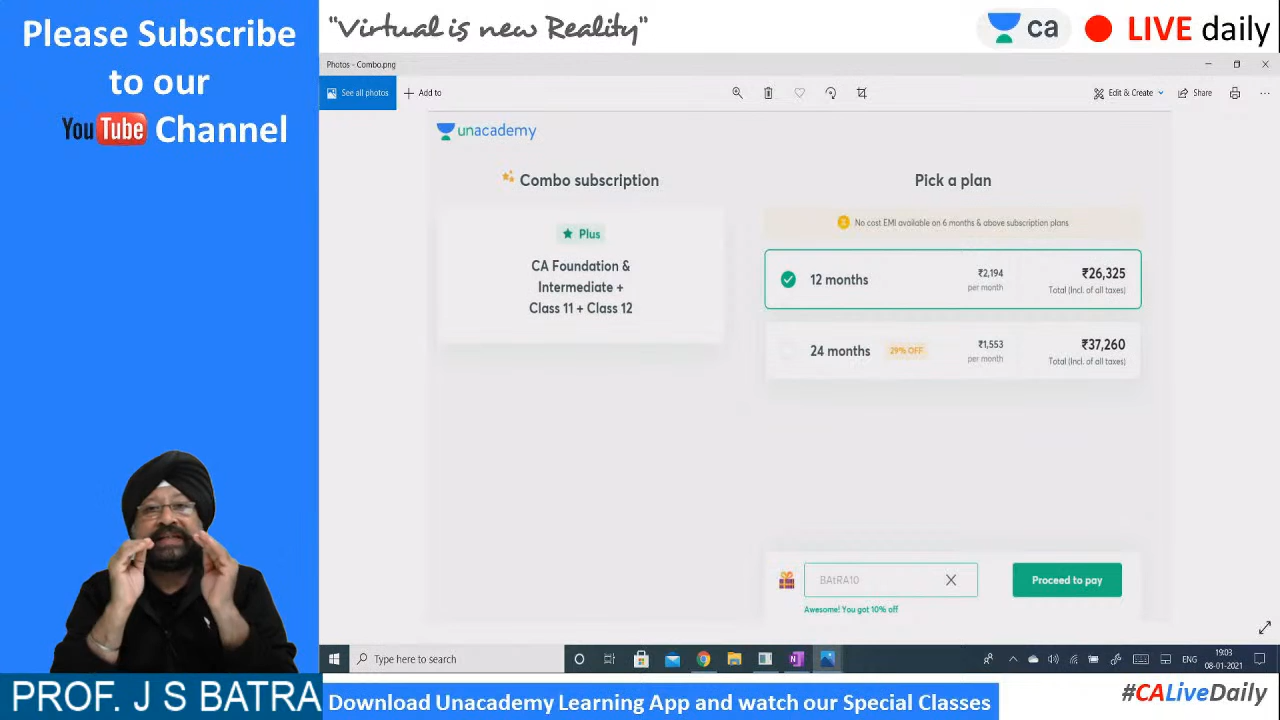 Please Subscribe
to our
YouTube Channel
"Virtual is new Reality"
ca
LIVE daily
Photos - Combo.png
See all photos
Add to
Edit & Create
Share
unacademy
Combo subscription
Plus
CA Foundation &
Intermediate +
Class 11 + Class 12
Pick a plan
No cost EMI available on 6 months & above subscription plans
12 months ₹2,194 ₹26,325
per month Total (Incl. of all taxes)
24 months 29% OFF ₹1,553 ₹37,260
per month Total (Incl. of all taxes)
BAtRA10
Proceed to pay
Awesome! You got 10% off
Type here to search
ENG
19:03
08-01-2021
PROF. J S BATRA
Download Unacademy Learning App and watch our Special Classes
#CALiveDaily